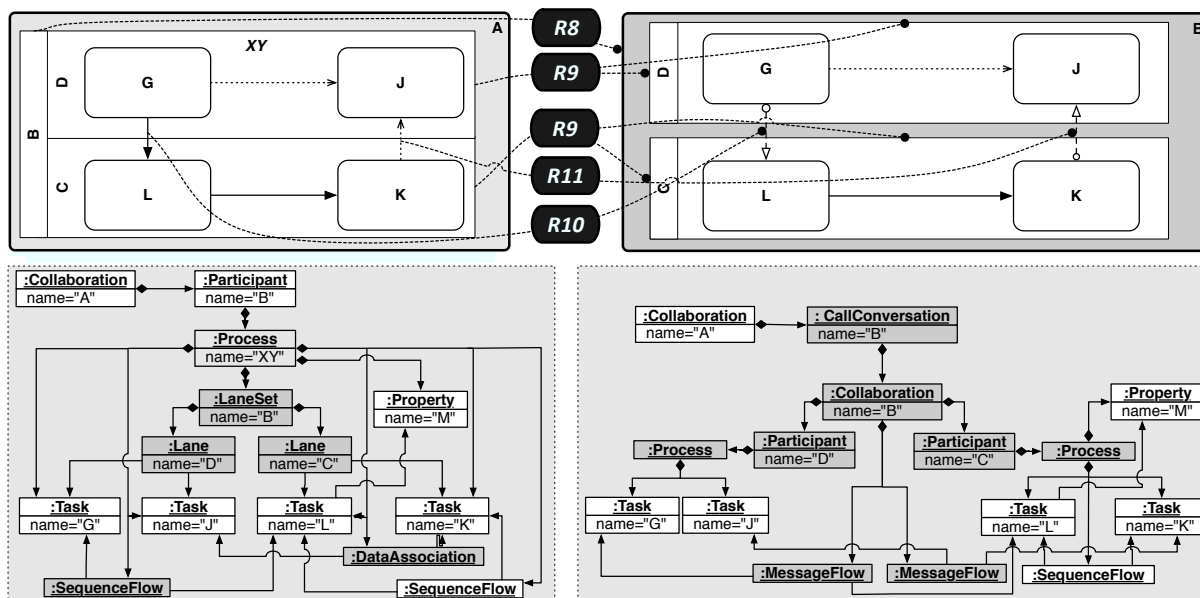 A
XY
B
D
G
J
C
L
K
R8
R9
R9
R11
R10
D
G
J
C
L
K
:Collaboration
name="A"
:Participant
name="B"
:Process
name="XY"
:LaneSet
name="B"
:Property
name="M"
:Lane
name="D"
:Lane
name="C"
:Task
name="G"
:Task
name="J"
:Task
name="L"
:Task
name="K"
:DataAssociation
:SequenceFlow
:SequenceFlow
:Collaboration
name="A"
: CallConversation
name="B"
:Collaboration
name="B"
:Property
name="M"
:Process
:Participant
name="D"
:Participant
name="C"
:Process
:Task
name="G"
:Task
name="J"
:Task
name="L"
:Task
name="K"
:MessageFlow
:MessageFlow
:SequenceFlow